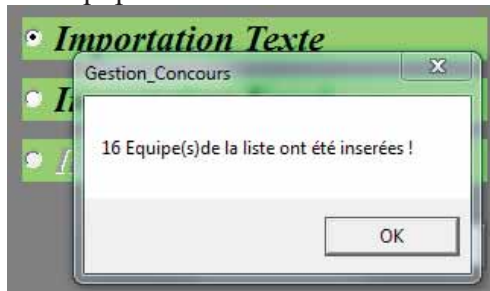 Importation Texte
Gestion_Concours
16 Equipe(s)de la liste ont été inserées !
OK